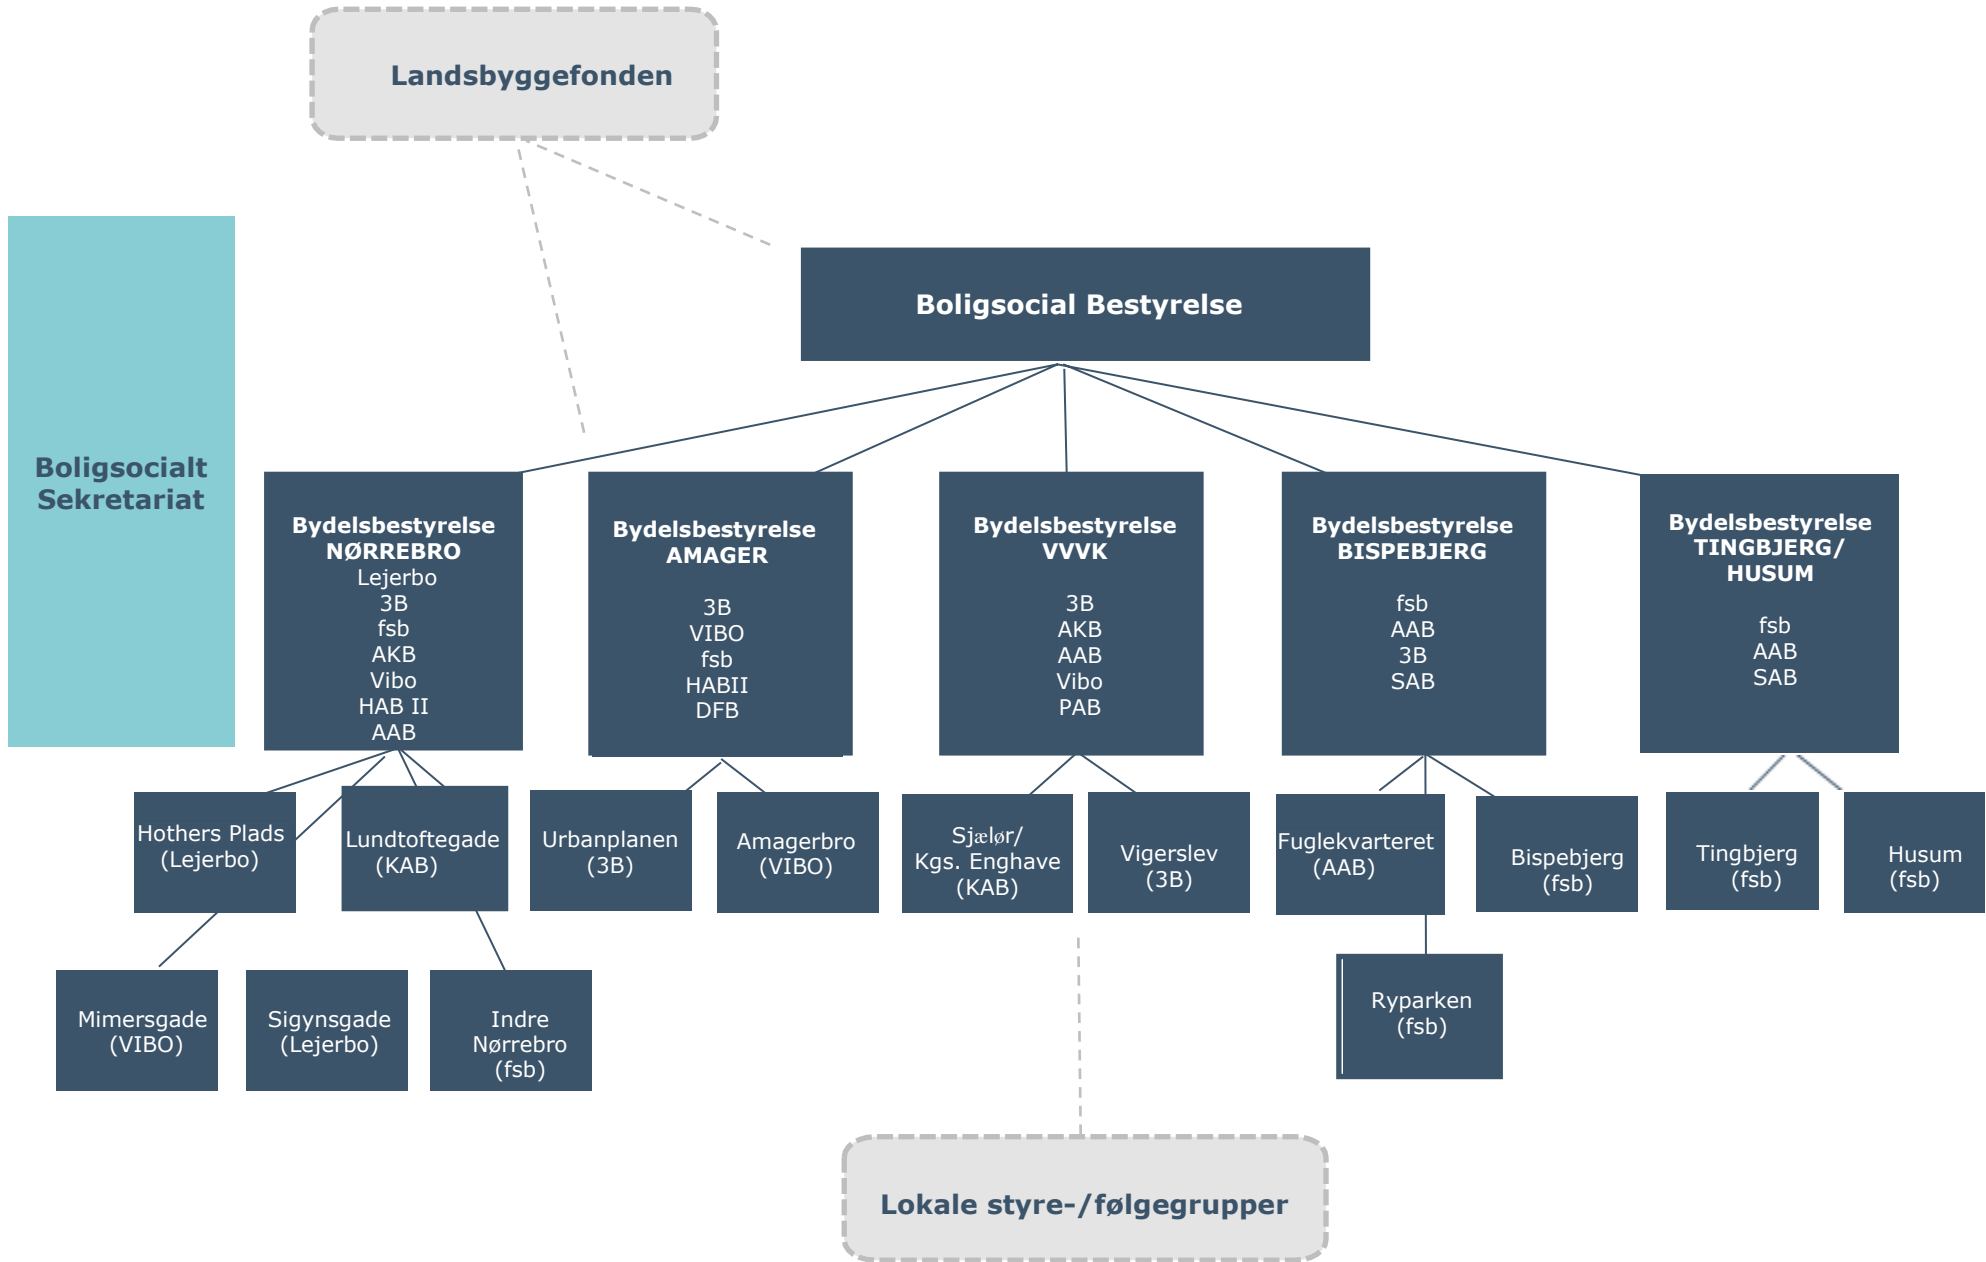 Landsbyggefonden
Boligsocial Bestyrelse
Boligsocialt
Sekretariat
Bydelsbestyrelse
NØRREBRO
Lejerbo
3B
fsb
AKB
Vibo
HAB II
AAB
Bydelsbestyrelse
AMAGER
3B
VIBO
fsb
HABII
DFB
Bydelsbestyrelse
VVVK
3B
AKB
AAB
Vibo
PAB
Bydelsbestyrelse
BISPEBJERG
fsb
AAB
3B
SAB
Bydelsbestyrelse
TINGBJERG/
HUSUM
fsb
AAB
SAB
Hothers Plads
(Lejerbo)
Lundtoftegade
(KAB)
Urbanplanen
(3B)
Amagerbro
(VIBO)
Sjælør/
Kgs. Enghave
(KAB)
Vigerslev
(3B)
Fuglekvarteret
(AAB)
Bispebjerg
(fsb)
Tingbjerg
(fsb)
Husum
(fsb)
Mimersgade
(VIBO)
Sigynsgade
(Lejerbo)
Indre
Nørrebro
(fsb)
Ryparken
(fsb)
Lokale styre-/følgegrupper